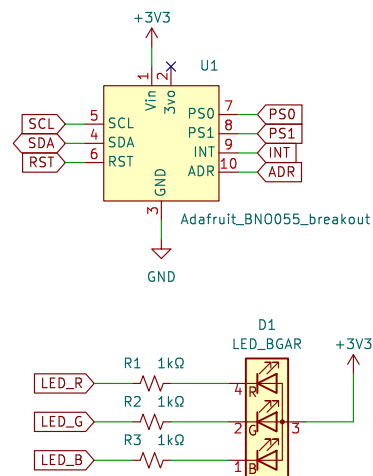 +3V3
U1
1 2
Vin 3vo
SCL 5 SCL PS0 7 PS0
SDA 4 SDA PS1 8 PS1
RST 6 RST INT 9 INT
ADR 10 ADR
GND
3
Adafruit_BNO055_breakout
GND
D1
LED_BGAR
+3V3
R1 1kΩ
LED_R 4 R
R2 1kΩ
LED_G 2 G 3
R3 1kΩ
LED_B 1 B